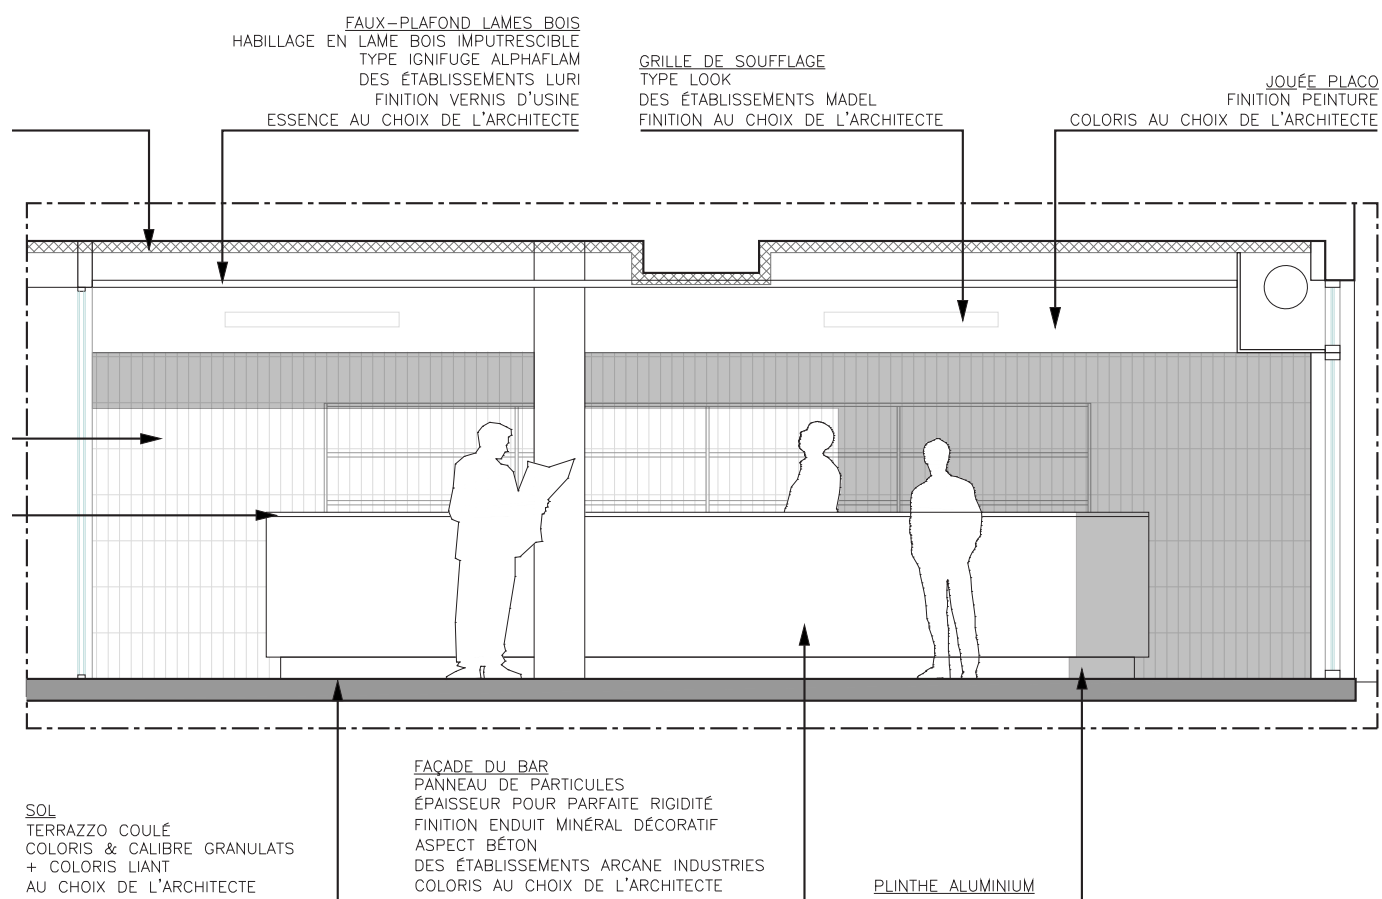 FAUX-PLAFOND LAMES BOIS
HABILLAGE EN LAME BOIS IMPUTRESCIBLE
TYPE IGNIFUGE ALPHAFLAM
DES ÉTABLISSEMENTS LURI
FINITION VERNIS D'USINE
ESSENCE AU CHOIX DE L'ARCHITECTE
GRILLE DE SOUFFLAGE
TYPE LOOK
DES ÉTABLISSEMENTS MADEL
FINITION AU CHOIX DE L'ARCHITECTE
JOUÉE PLACO
FINITION PEINTURE
COLORIS AU CHOIX DE L'ARCHITECTE
SOL
TERRAZZO COULÉ
COLORIS & CALIBRE GRANULATS
+ COLORIS LIANT
AU CHOIX DE L'ARCHITECTE
FAÇADE DU BAR
PANNEAU DE PARTICULES
ÉPAISSEUR POUR PARFAITE RIGIDITÉ
FINITION ENDUIT MINÉRAL DÉCORATIF
ASPECT BÉTON
DES ÉTABLISSEMENTS ARCANE INDUSTRIES
COLORIS AU CHOIX DE L'ARCHITECTE
PLINTHE ALUMINIUM